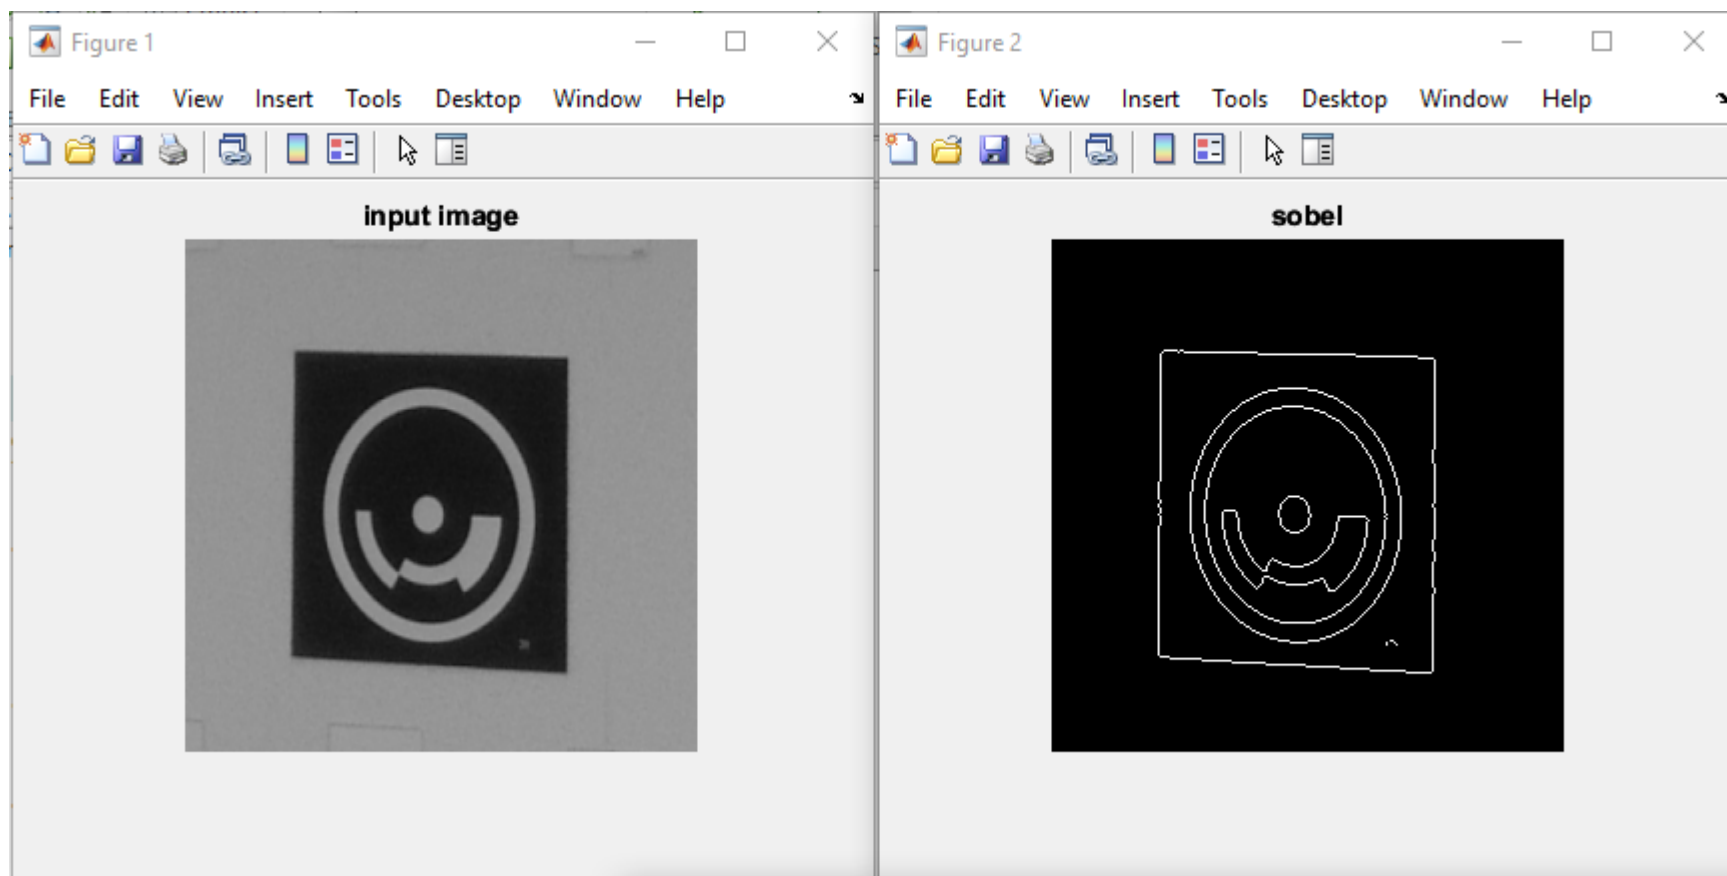 Figure 1
File Edit View Insert Tools Desktop Window Help
input image
Figure 2
File Edit View Insert Tools Desktop Window Help
sobel